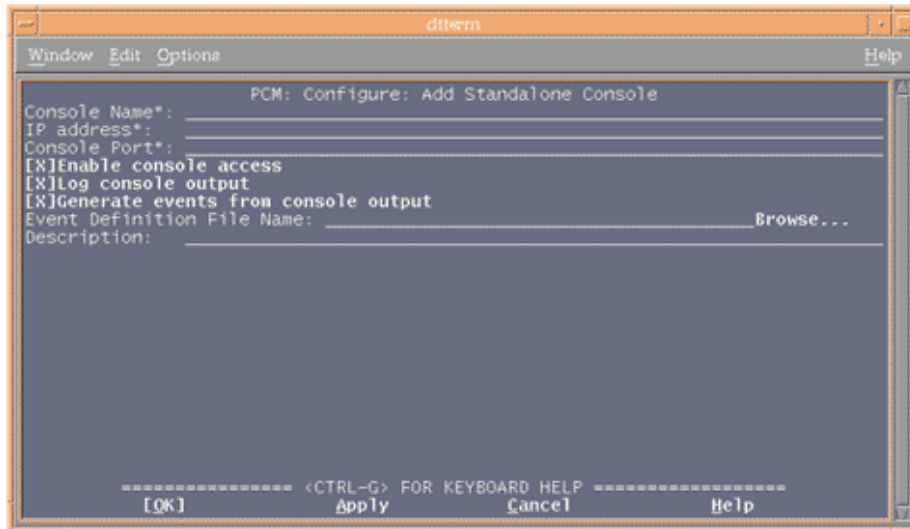 dtterm
Window Edit Options Help
PCM: Configure: Add Standalone Console
Console Name*: 
IP address*: 
Console Port*: 
[X]Enable console access
[X]Log console output
[X]Generate events from console output
Event Definition File Name: Browse...
Description: 
================ <CTRL-G> FOR KEYBOARD HELP ==================
[OK] Apply Cancel Help